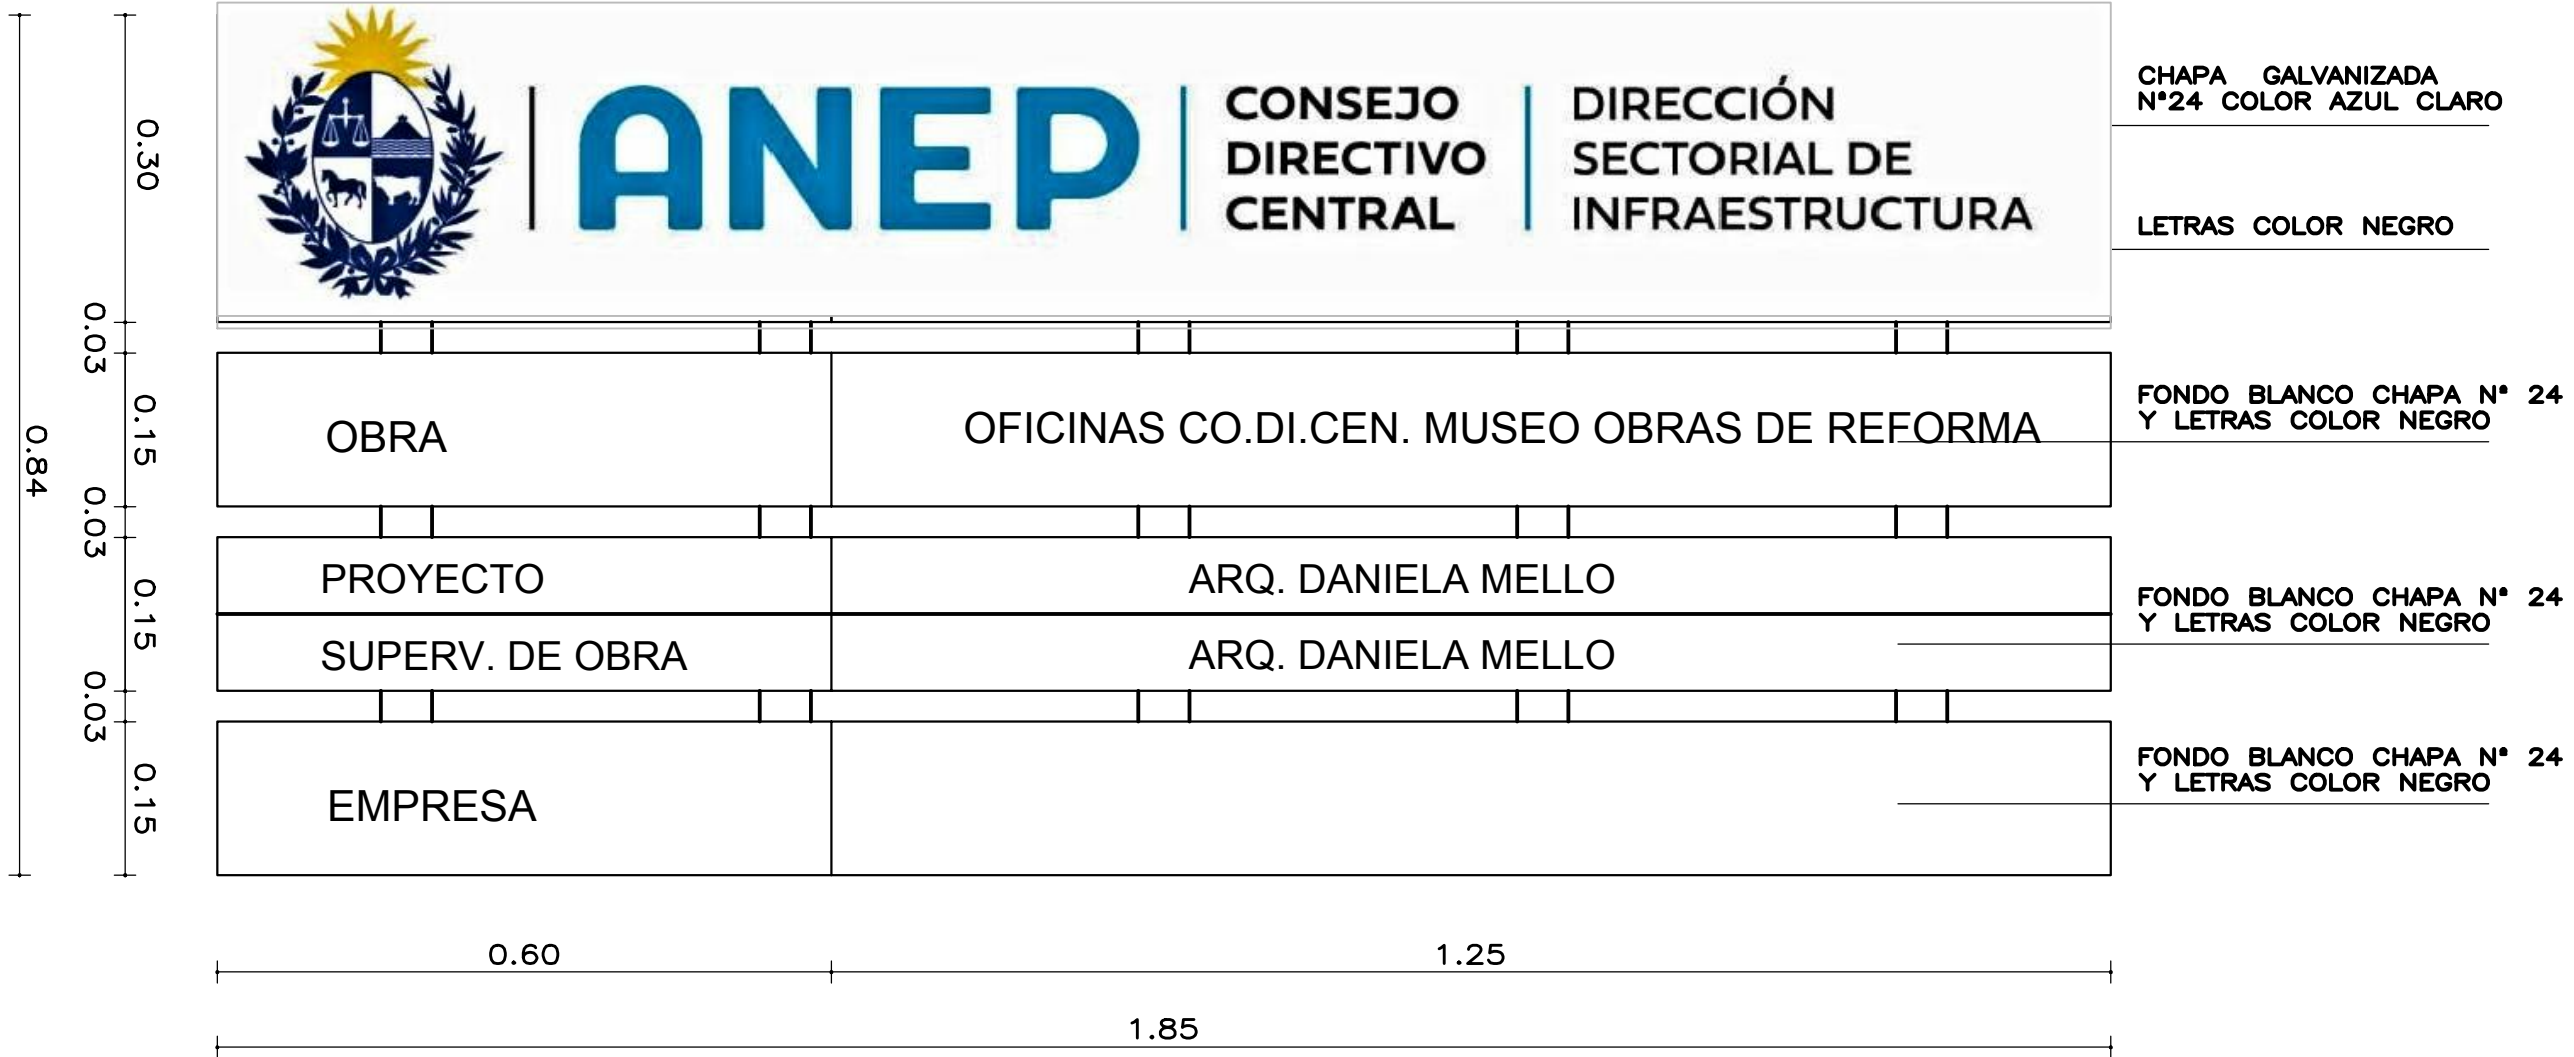 ANEP
CONSEJO
DIRECTIVO
CENTRAL
DIRECCIÓN
SECTORIAL DE
INFRAESTRUCTURA
CHAPA GALVANIZADA
Nº24 COLOR AZUL CLARO
LETRAS COLOR NEGRO
0.30
0.03
0.15
0.03
0.15
0.03
0.15
0.84
OBRA
OFICINAS CO.DI.CEN. MUSEO OBRAS DE REFORMA
FONDO BLANCO CHAPA Nº 24
Y LETRAS COLOR NEGRO
PROYECTO
ARQ. DANIELA MELLO
SUPERV. DE OBRA
ARQ. DANIELA MELLO
FONDO BLANCO CHAPA Nº 24
Y LETRAS COLOR NEGRO
EMPRESA
FONDO BLANCO CHAPA Nº 24
Y LETRAS COLOR NEGRO
0.60
1.25
1.85